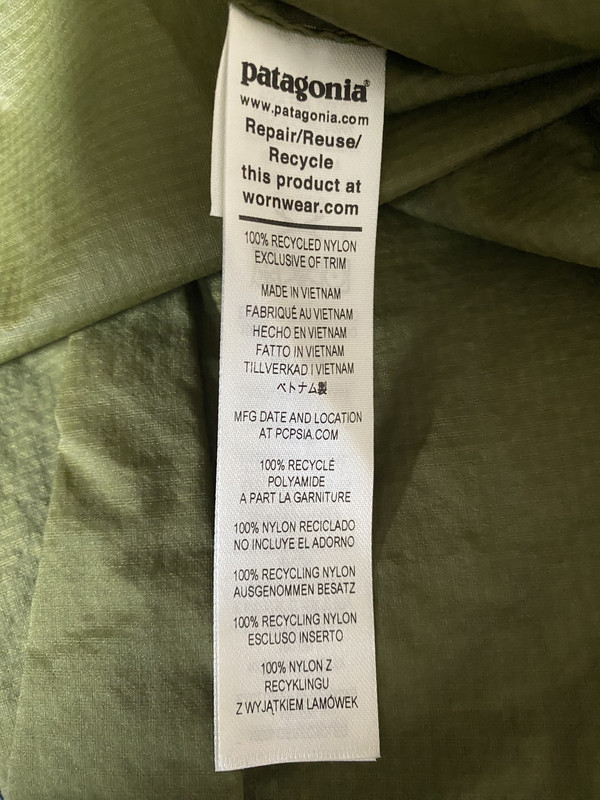 patagonia®
www.patagonia.com
Repair/Reuse/
Recycle
this product at
wornwear.com
100% RECYCLED NYLON
EXCLUSIVE OF TRIM
MADE IN VIETNAM
FABRIQUÉ AU VIETNAM
HECHO EN VIETNAM
FATTO IN VIETNAM
TILLVERKAD I VIETNAM
ベトナム製
MFG DATE AND LOCATION
AT PCPSIA.COM
100% RECYCLÉ
POLYAMIDE
A PART LA GARNITURE
100% NYLON RECICLADO
NO INCLUYE EL ADORNO
100% RECYCLING NYLON
AUSGENOMMEN BESATZ
100% RECYCLING NYLON
ESCLUSO INSERTO
100% NYLON Z
RECYKLINGU
Z WYJĄTKIEM LAMÓWEK